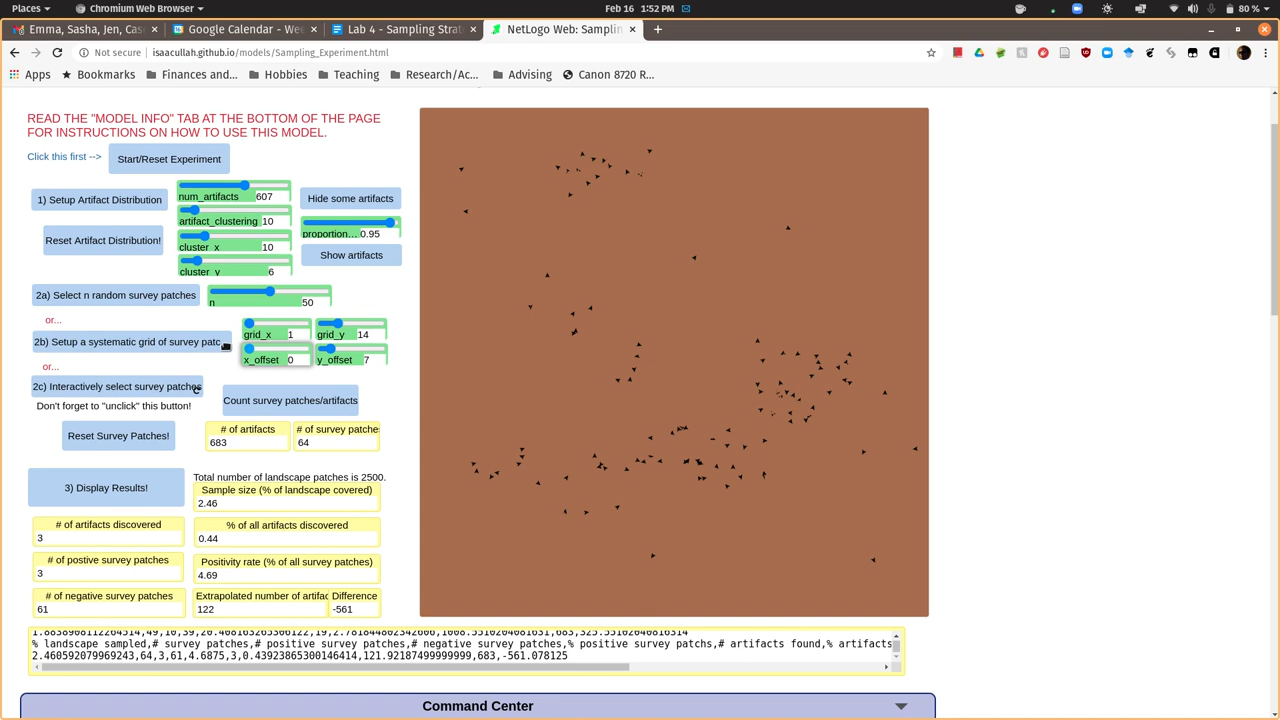 Places
Chromium Web Browser
Feb 16 1:52 PM
80 %
Emma, Sasha, Jen, Cas
Google Calendar - We
Lab 4 - Sampling Strat
NetLogo Web: Samplin
Not secure | isaacullah.github.io/models/Sampling_Experiment.html
Apps
Bookmarks
Finances and...
Hobbies
Teaching
Research/Ac...
Advising
Canon 8720 R...
READ THE "MODEL INFO" TAB AT THE BOTTOM OF THE PAGE
FOR INSTRUCTIONS ON HOW TO USE THIS MODEL.
Click this first -->
Start/Reset Experiment
1) Setup Artifact Distribution
num_artifacts 607
Hide some artifacts
artifact_clustering 10
Reset Artifact Distribution!
proportion... 0.95
cluster_x 10
Show artifacts
cluster_y 6
2a) Select n random survey patches
n 50
or...
grid_x 1
grid_y 14
2b) Setup a systematic grid of survey patc
x_offset 0
y_offset 7
or...
2c) Interactively select survey patches
Don't forget to "unclick" this button!
Count survey patches/artifacts
Reset Survey Patches!
# of artifacts
683
# of survey patches
64
3) Display Results!
Total number of landscape patches is 2500.
Sample size (% of landscape covered)
2.46
# of artifacts discovered
3
% of all artifacts discovered
0.44
# of postive survey patches
3
Positivity rate (% of all survey patches)
4.69
# of negative survey patches
61
Extrapolated number of artifac
122
Difference
-561
% landscape sampled,# survey patches,# positive survey patches,# negative survey patches,% positive survey patchs,# artifacts found,% artifacts
2.460592079969243,64,3,61,4.6875,3,0.43923865300146414,121.92187499999999,683,-561.078125
Command Center